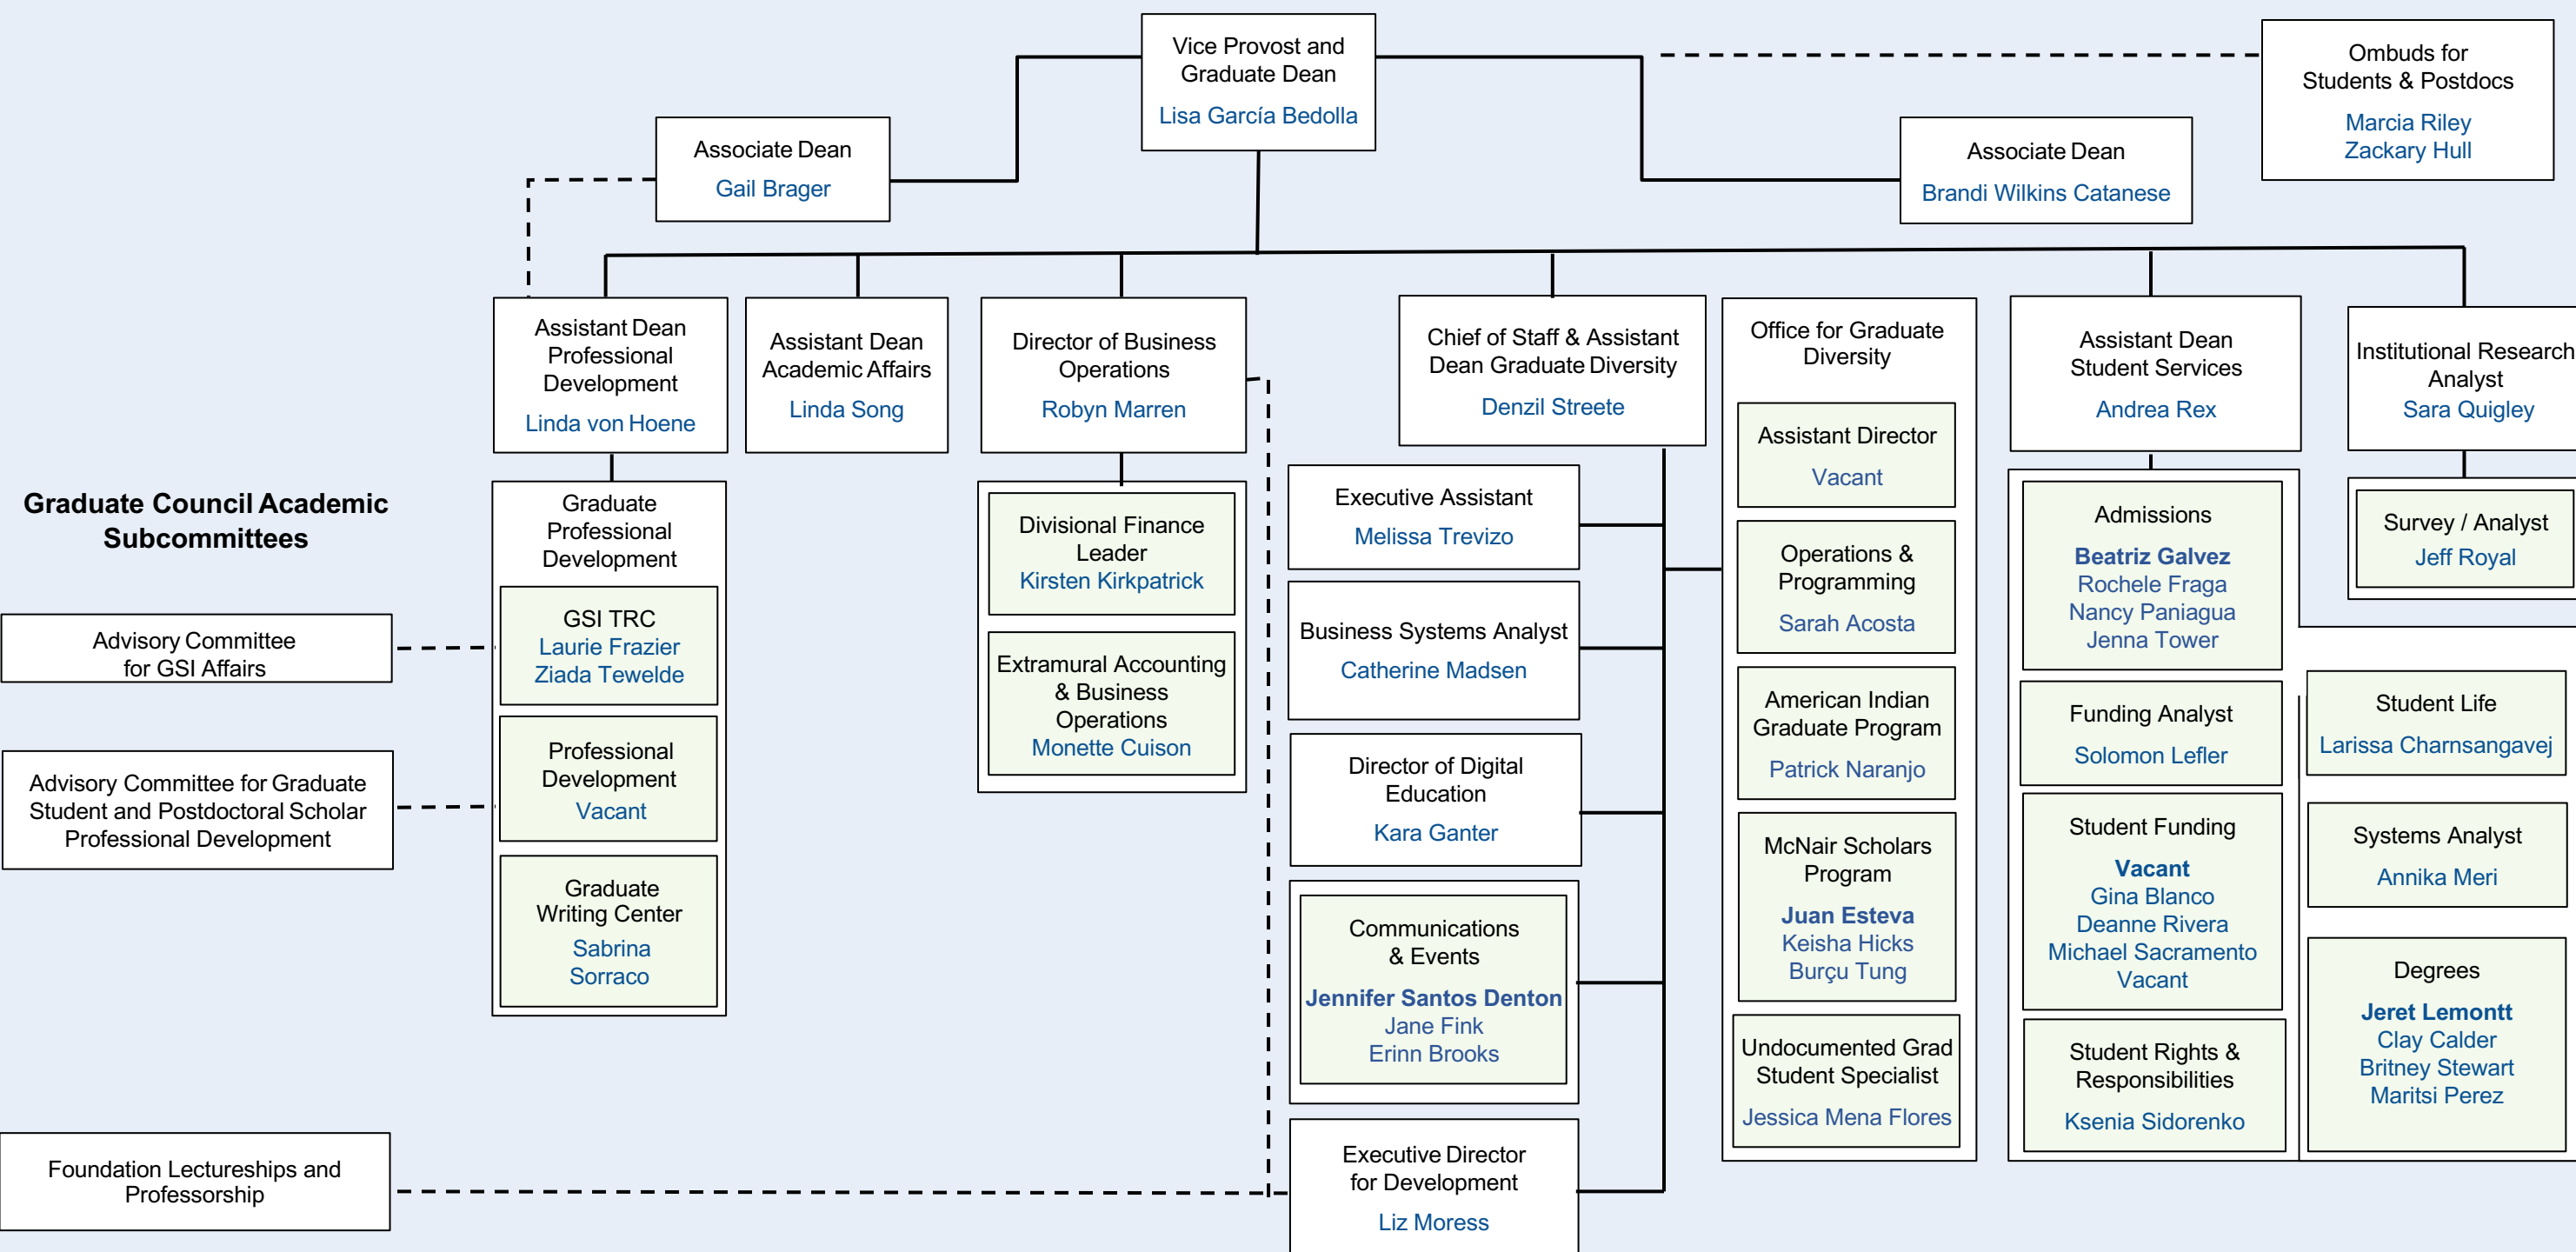 Vice Provost and
Graduate Dean
Lisa García Bedolla
Ombuds for
Students & Postdocs
Marcia Riley
Zackary Hull
Associate Dean
Gail Brager
Associate Dean
Brandi Wilkins Catanese
Assistant Dean
Professional
Development
Linda von Hoene
Assistant Dean
Academic Affairs
Linda Song
Director of Business
Operations
Robyn Marren
Chief of Staff & Assistant
Dean Graduate Diversity
Denzil Streete
Office for Graduate
Diversity
Assistant Dean
Student Services
Andrea Rex
Institutional Research
Analyst
Sara Quigley
Graduate Council Academic
Subcommittees
Advisory Committee
for GSI Affairs
Advisory Committee for Graduate
Student and Postdoctoral Scholar
Professional Development
Foundation Lectureships and
Professorship
Graduate
Professional
Development
GSI TRC
Laurie Frazier
Ziada Tewelde
Professional
Development
Vacant
Graduate
Writing Center
Sabrina
Sorraco
Divisional Finance
Leader
Kirsten Kirkpatrick
Extramural Accounting
& Business
Operations
Monette Cuison
Executive Assistant
Melissa Trevizo
Business Systems Analyst
Catherine Madsen
Director of Digital
Education
Kara Ganter
Communications
& Events
Jennifer Santos Denton
Jane Fink
Erinn Brooks
Executive Director
for Development
Liz Moress
Assistant Director
Vacant
Operations &
Programming
Sarah Acosta
American Indian
Graduate Program
Patrick Naranjo
McNair Scholars
Program
Juan Esteva
Keisha Hicks
Burçu Tung
Undocumented Grad
Student Specialist
Jessica Mena Flores
Admissions
Beatriz Galvez
Rochele Fraga
Nancy Paniagua
Jenna Tower
Funding Analyst
Solomon Lefler
Student Funding
Vacant
Gina Blanco
Deanne Rivera
Michael Sacramento
Vacant
Student Rights &
Responsibilities
Ksenia Sidorenko
Survey / Analyst
Jeff Royal
Student Life
Larissa Charnsangavej
Systems Analyst
Annika Meri
Degrees
Jeret Lemontt
Clay Calder
Britney Stewart
Maritsi Perez